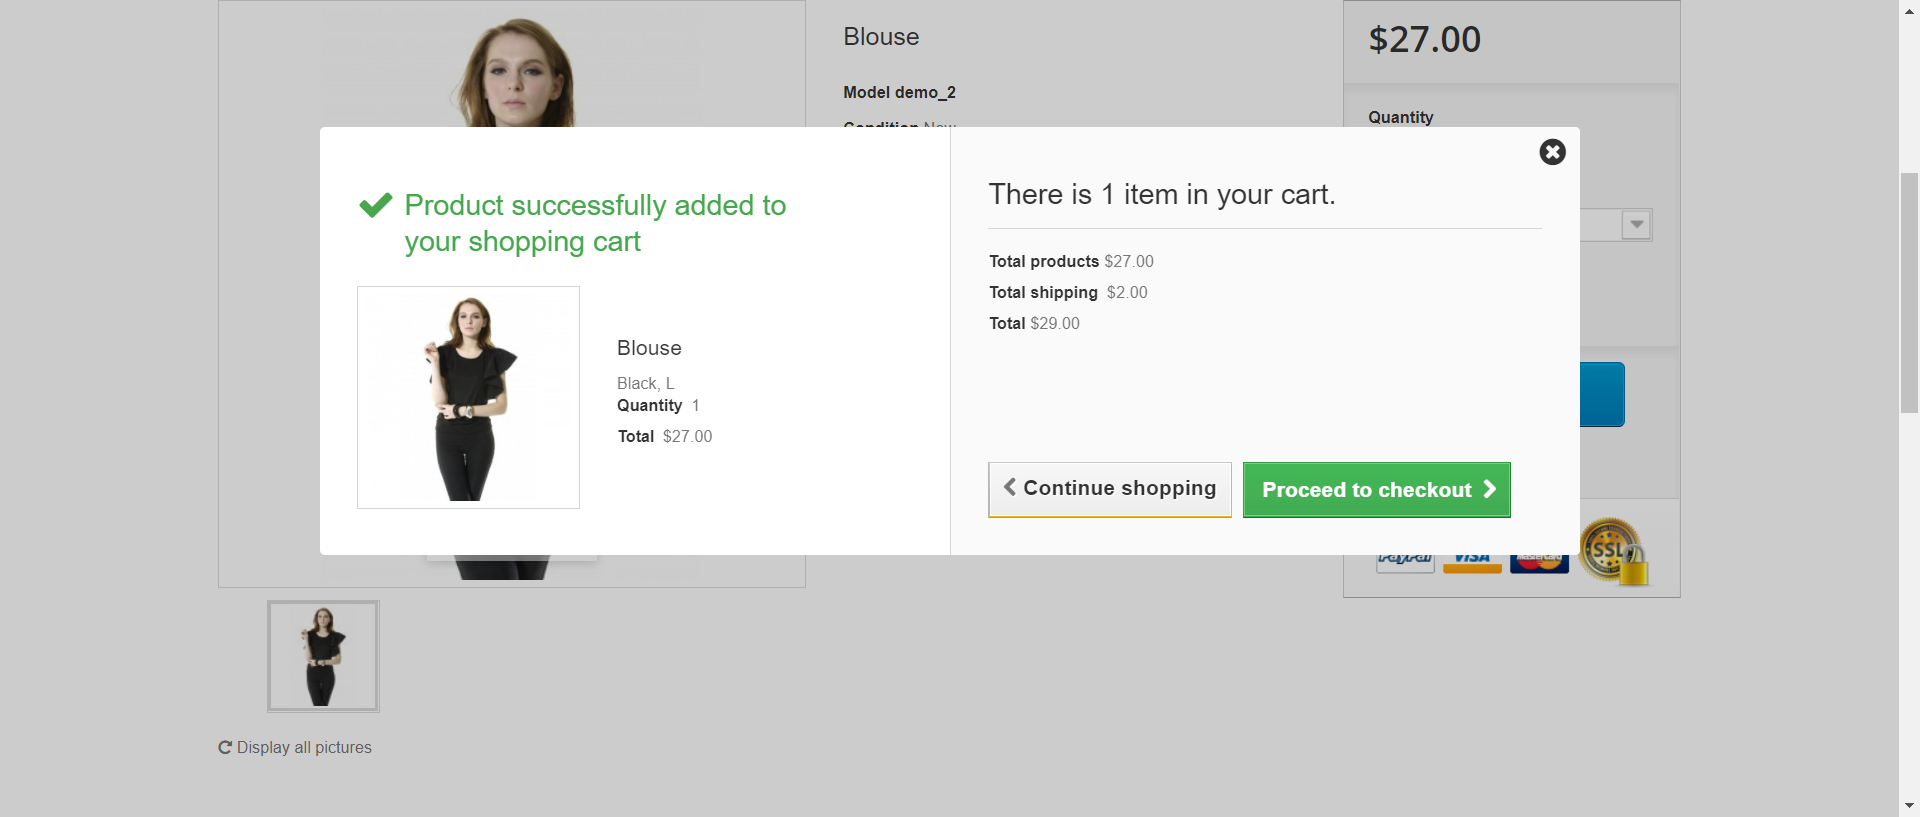 Blouse
Model demo_2
Condition New
$27.00
Quantity
Product successfully added to
your shopping cart
Blouse
Black, L
Quantity 1
Total $27.00
There is 1 item in your cart.
Total products $27.00
Total shipping $2.00
Total $29.00
Continue shopping
Proceed to checkout
PayPal
VISA
MasterCard
SSL
Display all pictures